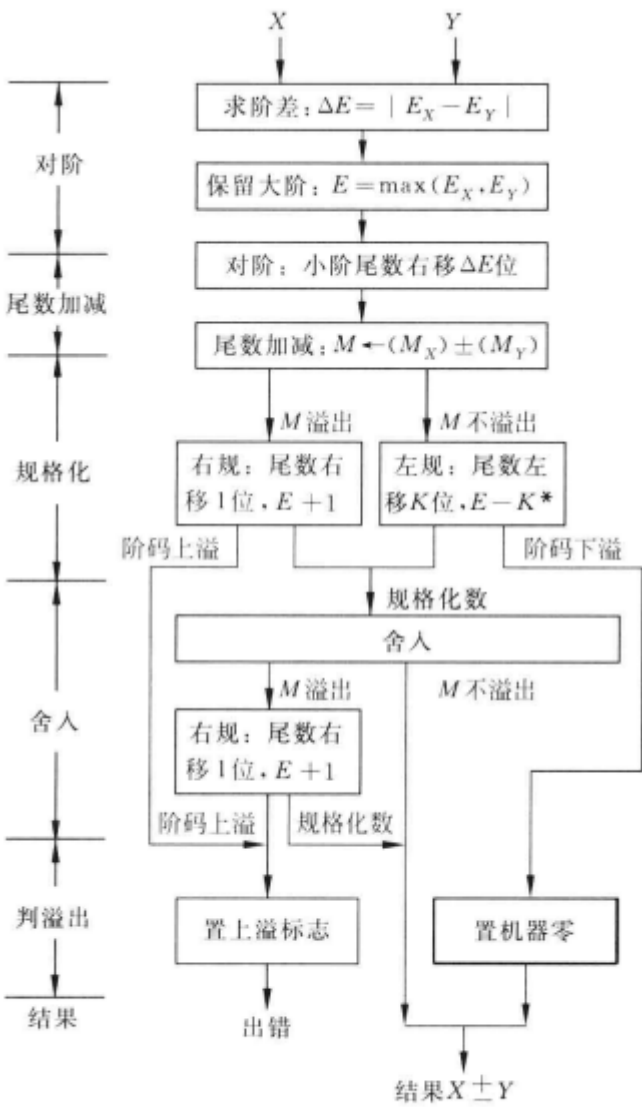 X
Y
求阶差：ΔE＝｜E_X－E_Y｜
对阶
保留大阶：E＝max(E_X,E_Y)
对阶：小阶尾数右移ΔE位
尾数加减
尾数加减：M←(M_X)±(M_Y)
M溢出
M不溢出
规格化
右规：尾数右
移1位，E＋1
左规：尾数左
移K位，E－K*
阶码上溢
阶码下溢
规格化数
舍入
M溢出
M不溢出
舍入
右规：尾数右
移1位，E＋1
阶码上溢
规格化数
判溢出
置上溢标志
置机器零
结果
出错
结果X±Y